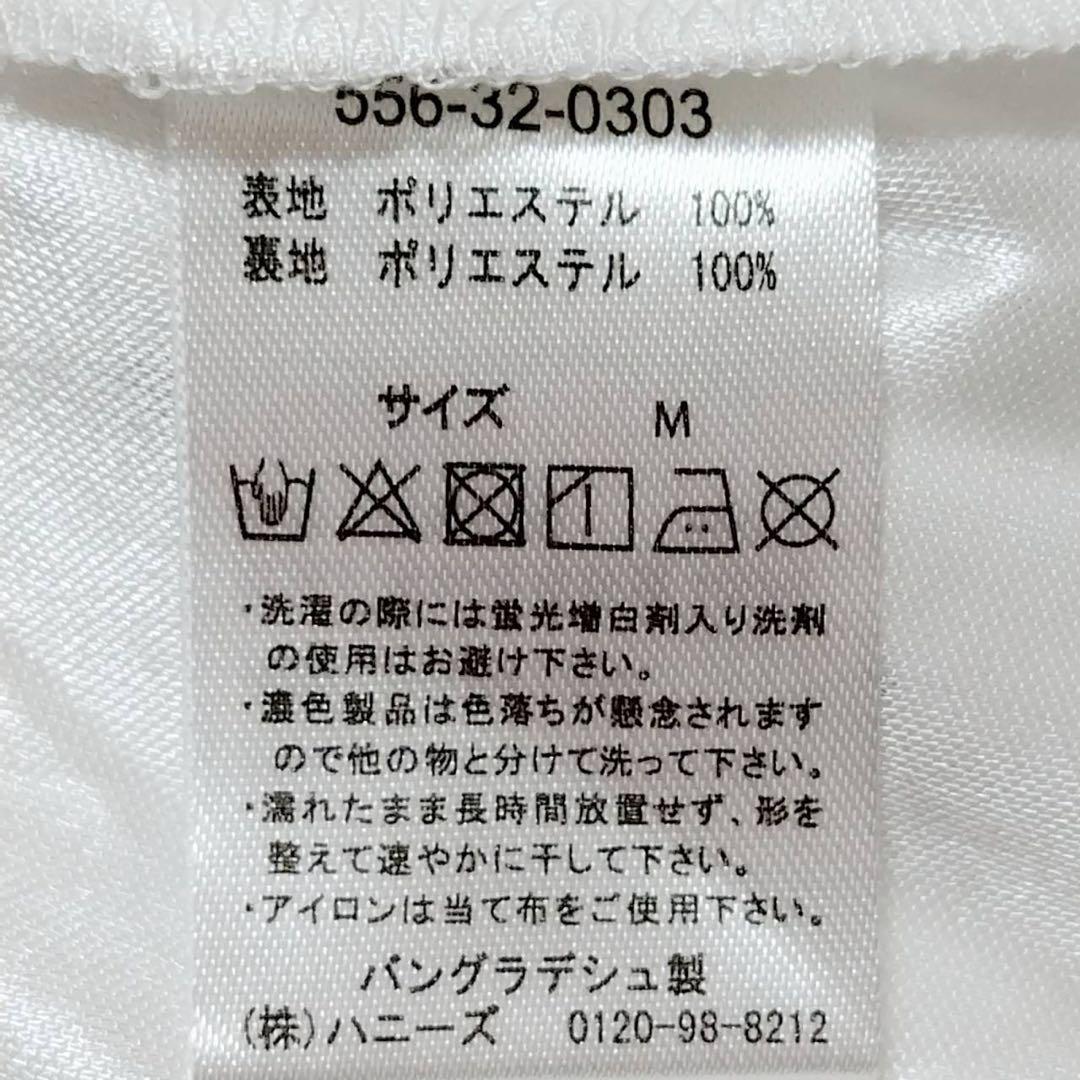 556-32-0303
表地 ポリエステル 100%
裏地 ポリエステル 100%
サイズ M
・洗濯の際には蛍光増白剤入り洗剤
の使用はお避け下さい。
・濃色製品は色落ちが懸念されます
ので他の物と分けて洗って下さい。
・濡れたまま長時間放置せず、形を
整えて速やかに干して下さい。
・アイロンは当て布をご使用下さい。
バングラデシュ製
(株)ハニーズ 0120-98-8212